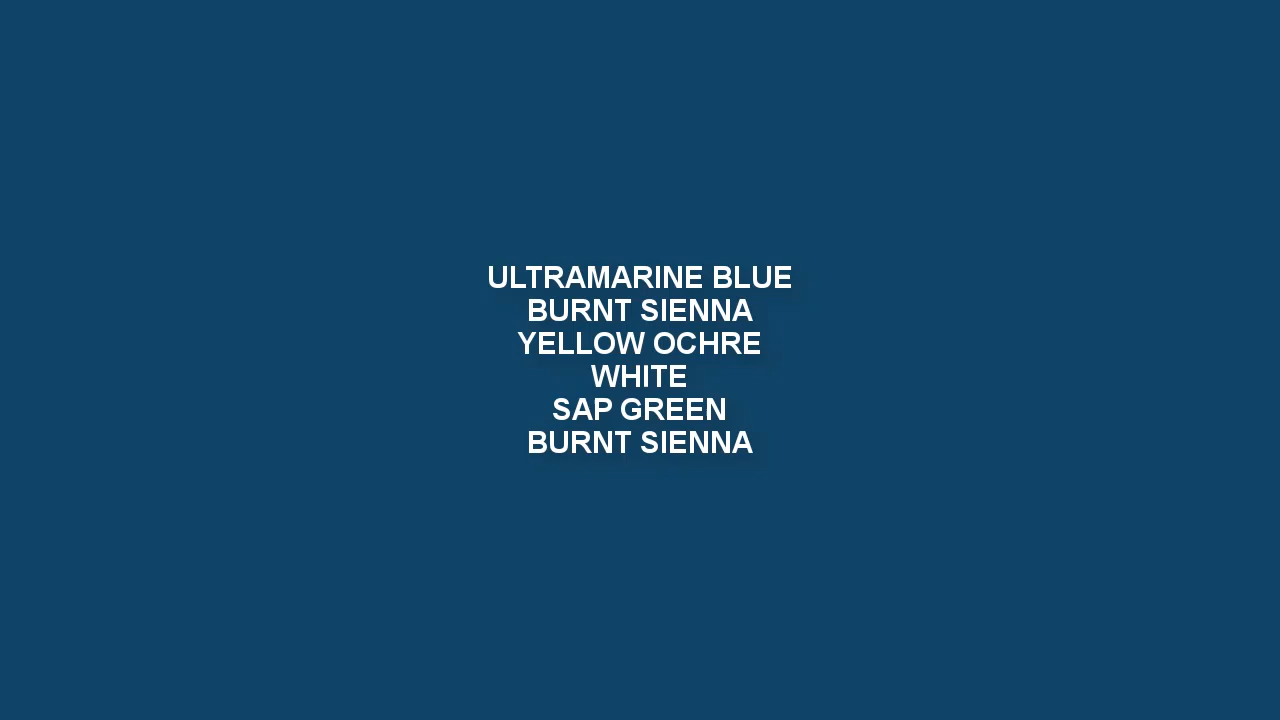 ULTRAMARINE BLUE
BURNT SIENNA
YELLOW OCHRE
WHITE
SAP GREEN
BURNT SIENNA